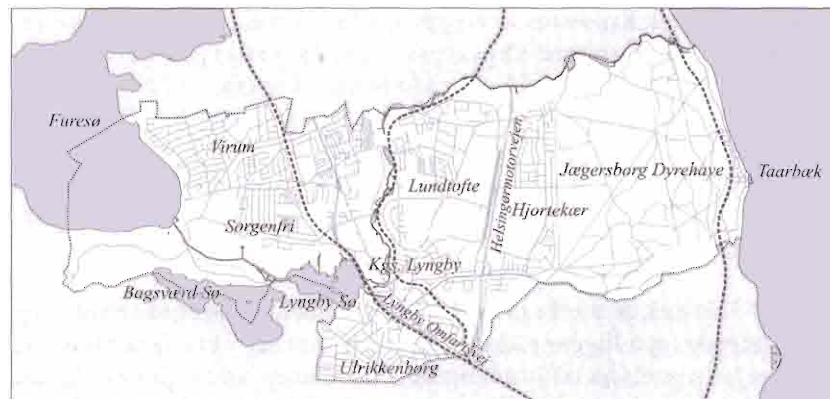 Furesø
Virum
Lundtofte
Helsingørmotorvejen
Jægersborg Dyrehave
Taarbæk
Hjortekær
Sorgenfri
Kgs. Lyngby
Bagsværd Sø
Lyngby Sø
Lyngby Omfartsvej
Ulrikkenborg